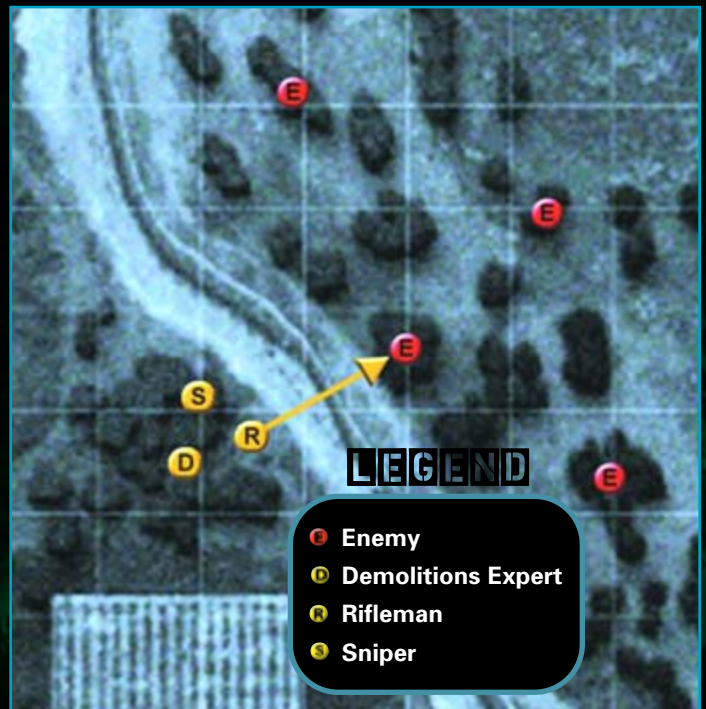 E
E
E
S
R
D
E
LEGEND
E Enemy
D Demolitions Expert
R Rifleman
S Sniper